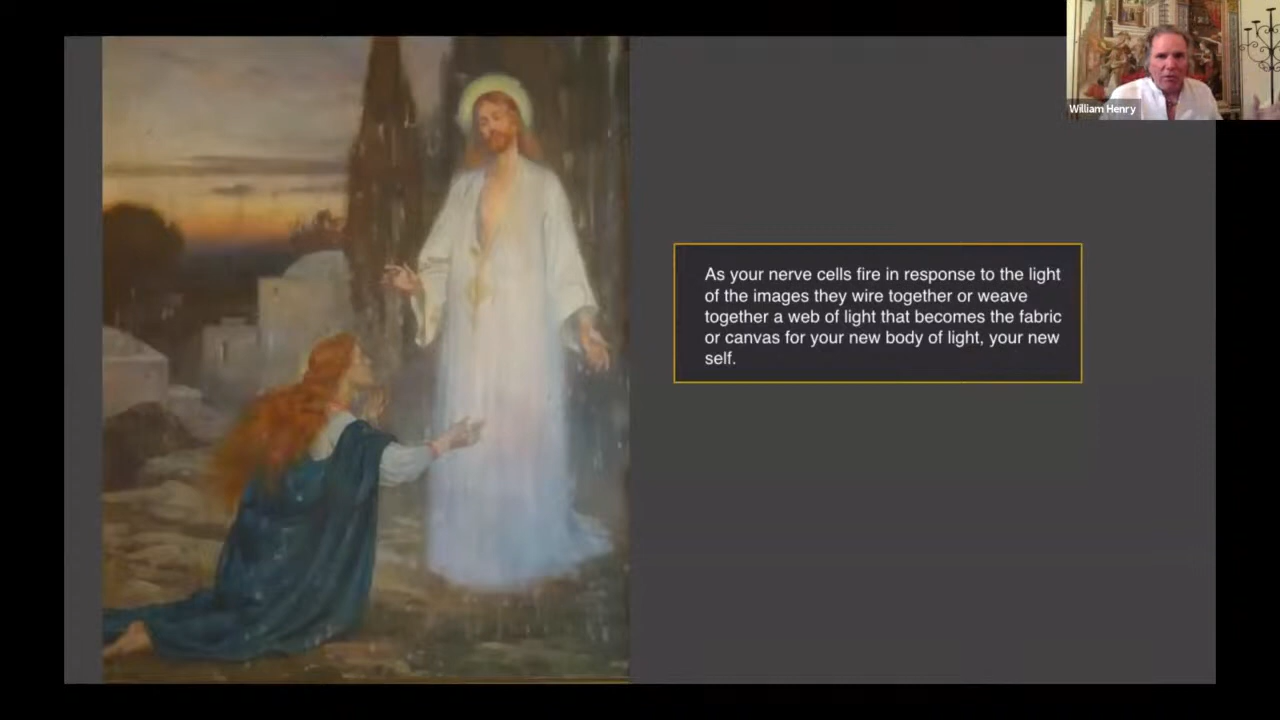 William Henry
As your nerve cells fire in response to the light
of the images they wire together or weave
together a web of light that becomes the fabric
or canvas for your new body of light, your new
self.